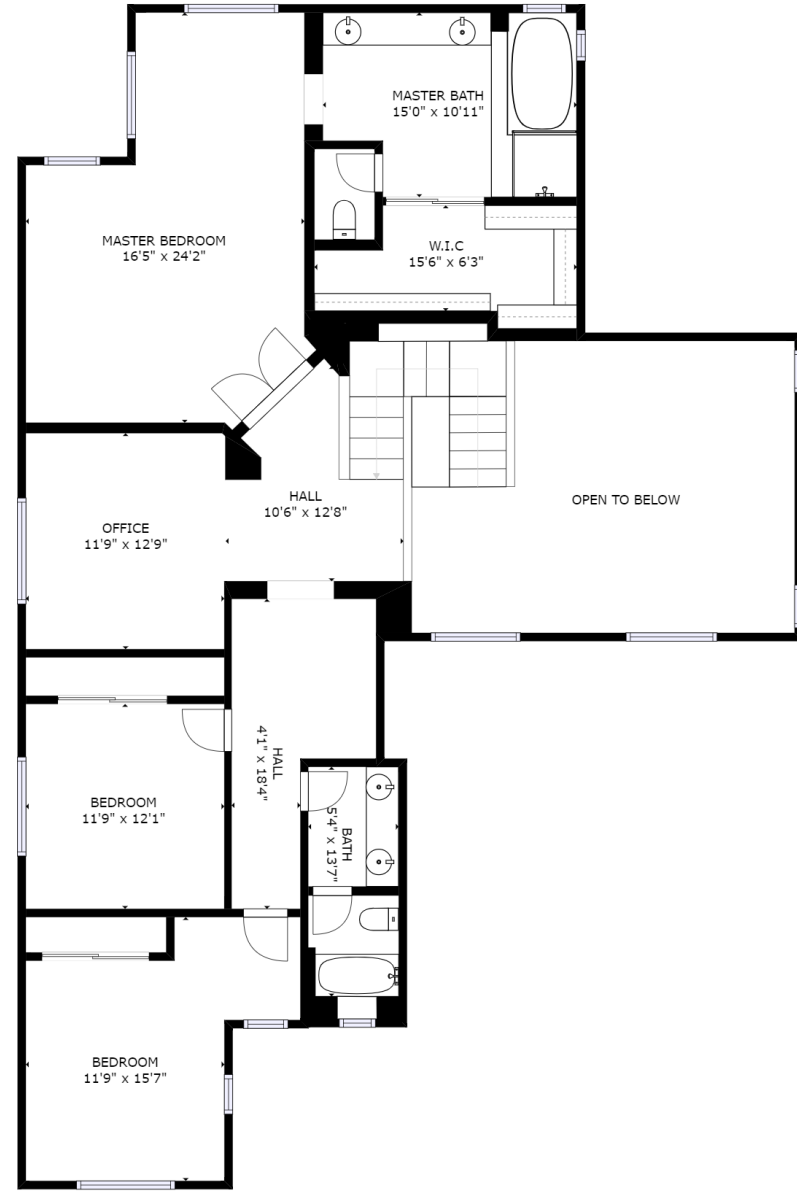 MASTER BATH
15'0" x 10'11"
MASTER BEDROOM
16'5" x 24'2"
W.I.C
15'6" x 6'3"
HALL
10'6" x 12'8"
OPEN TO BELOW
OFFICE
11'9" x 12'9"
HALL
4'1" x 18'4"
BEDROOM
11'9" x 12'1"
BATH
5'4" x 13'7"
BEDROOM
11'9" x 15'7"